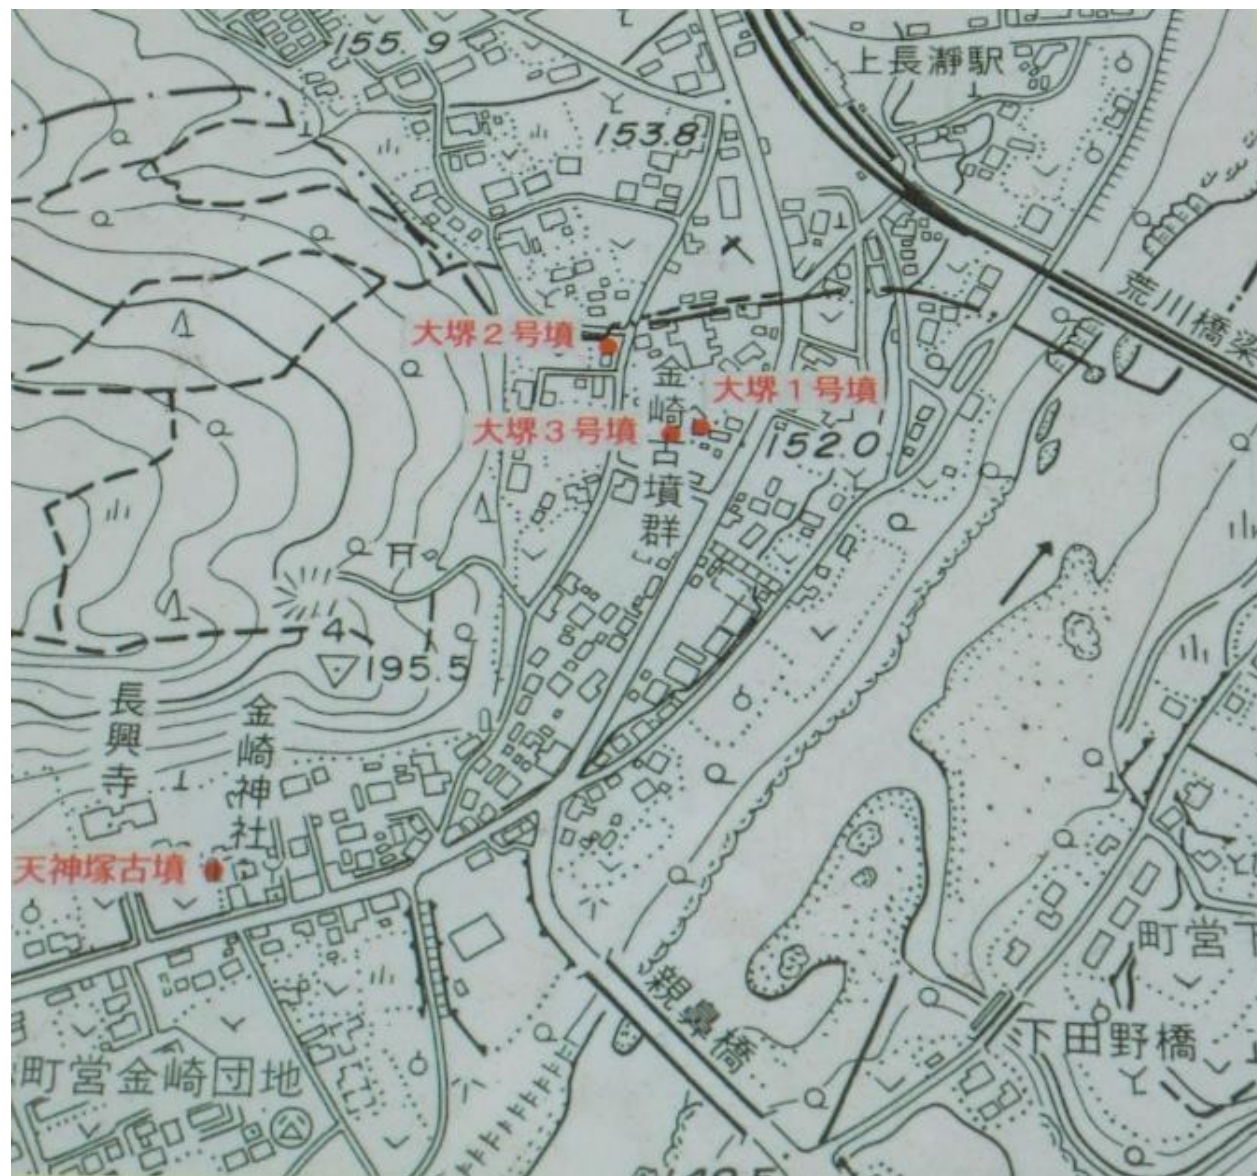 155.9
上長瀞駅
153.8
荒川橋梁
大堺2号墳
大堺1号墳
大堺3号墳
金崎古墳群
152.0
4
195.5
長興寺
金崎神社
天神塚古墳
町営下
親鼻橋
下田野橋
町営金崎団地